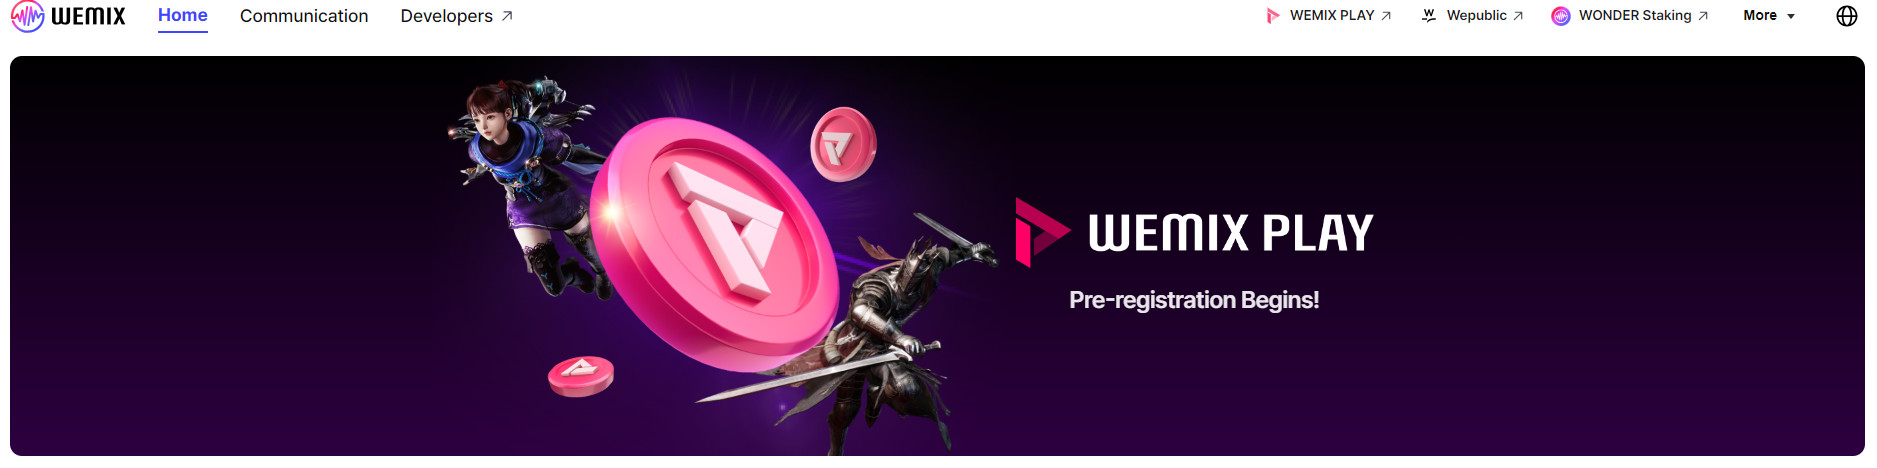 WEMIX Home Communication Developers WEMIX PLAY Wepublic WONDER Staking More
WEMIX PLAY
Pre-registration Begins!